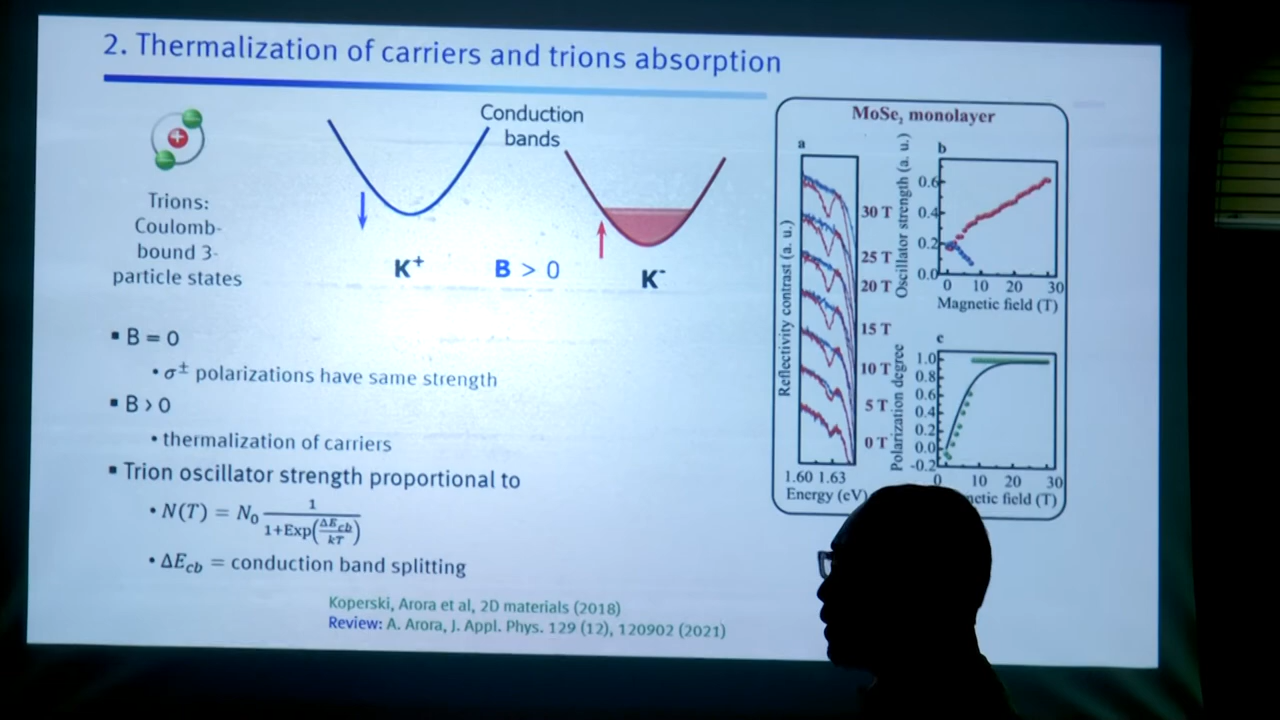 2. Thermalization of carriers and trions absorption
Trions:
Coulomb-
bound 3-
particle states
Conduction
bands
K⁺
B > 0
K⁻
▪ B = 0
• σ± polarizations have same strength
▪ B > 0
• thermalization of carriers
▪ Trion oscillator strength proportional to
• N(T) = N₀ 1 / 1+Exp(ΔE_cb / kT)
• ΔE_cb = conduction band splitting
Koperski, Arora et al, 2D materials (2018)
Review: A. Arora, J. Appl. Phys. 129 (12), 120902 (2021)
MoSe₂ monolayer
a
Reflectivity contrast (a. u.)
30 T
25 T
20 T
15 T
10 T
5 T
0 T
1.60 1.63
Energy (eV)
b
Oscillator strength (a. u.)
0.6
0.4
0.2
0.0
0 10 20 30
Magnetic field (T)
c
Polarization degree
1.0
0.8
0.6
0.4
0.2
0.0
-0.2
0 10 20 30
netic field (T)